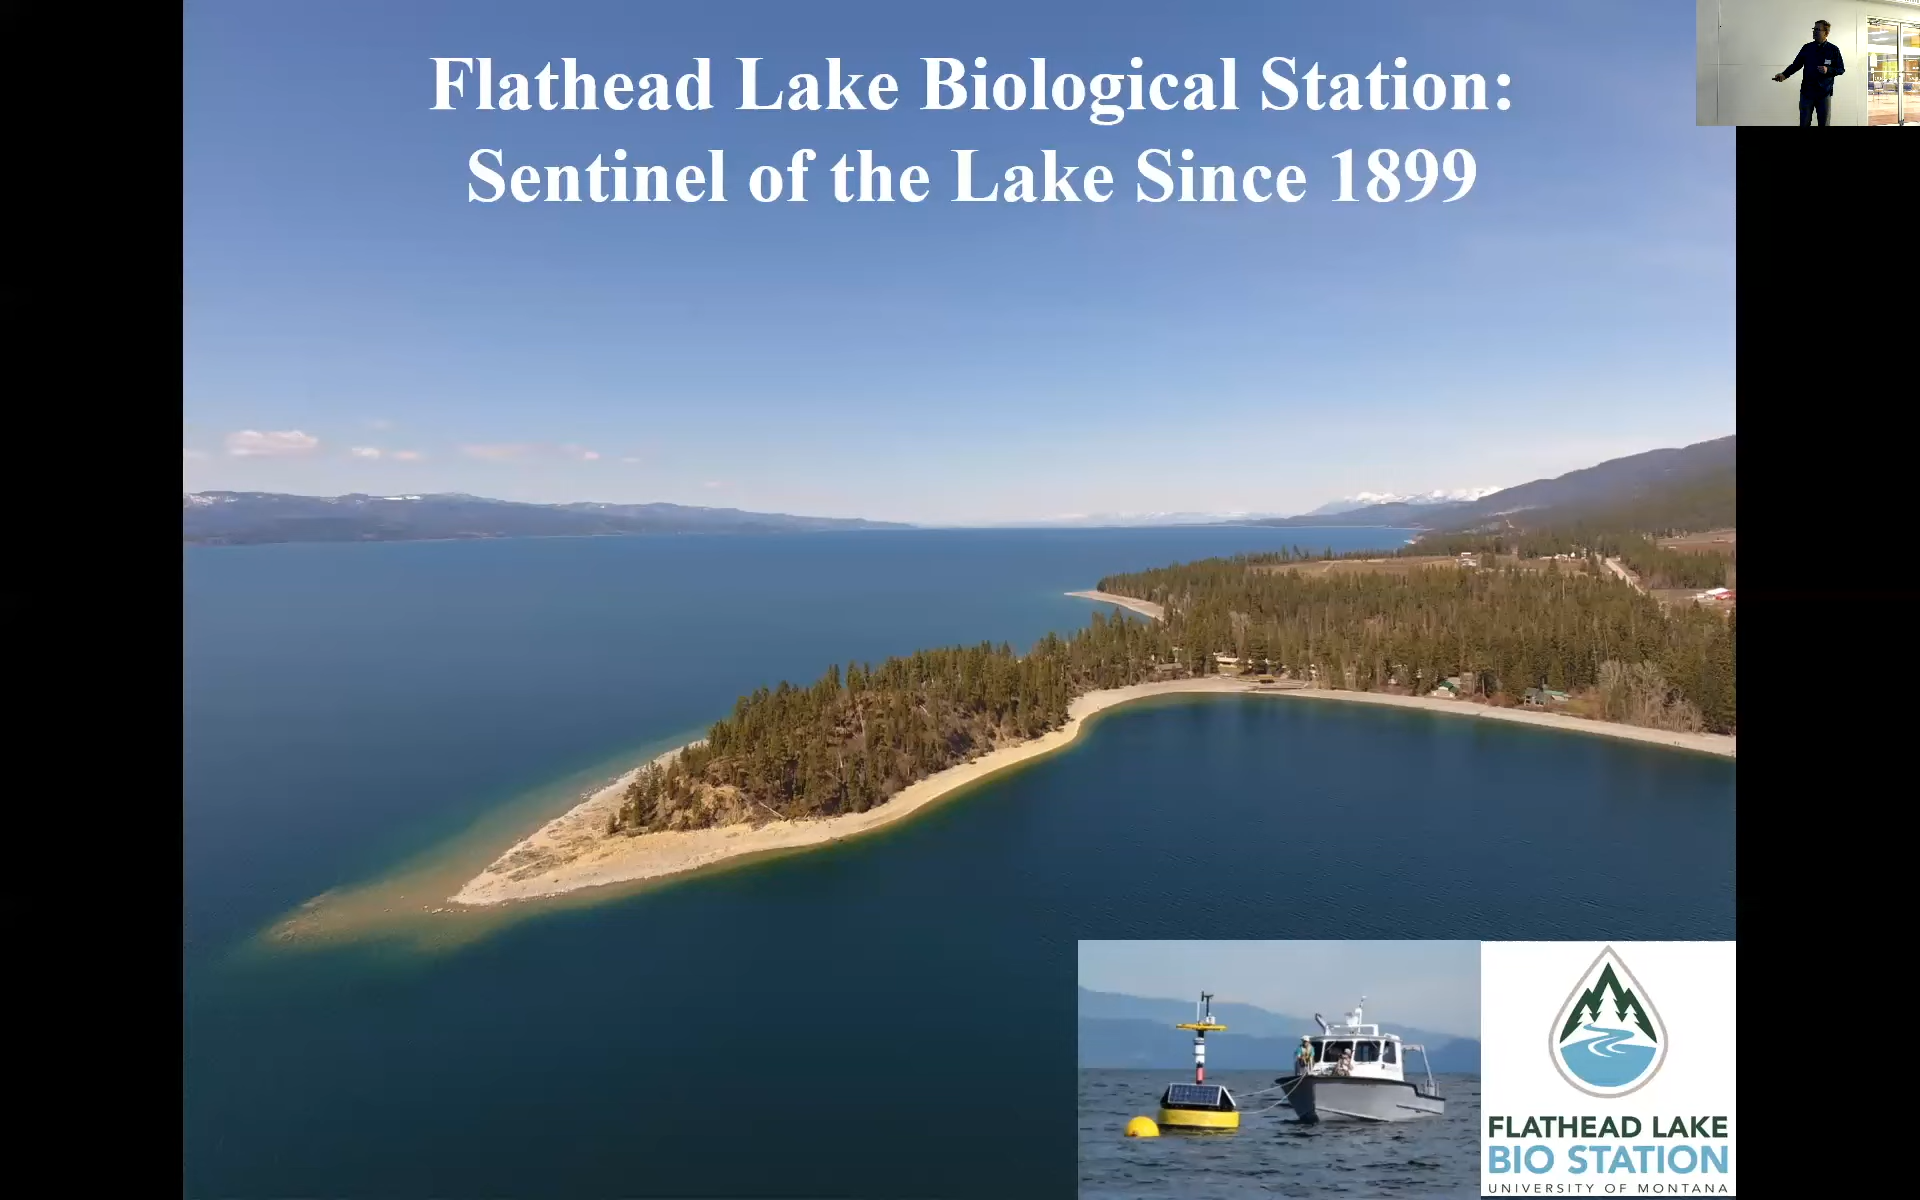 Flathead Lake Biological Station:
Sentinel of the Lake Since 1899
FLATHEAD LAKE
BIO STATION
UNIVERSITY OF MONTANA